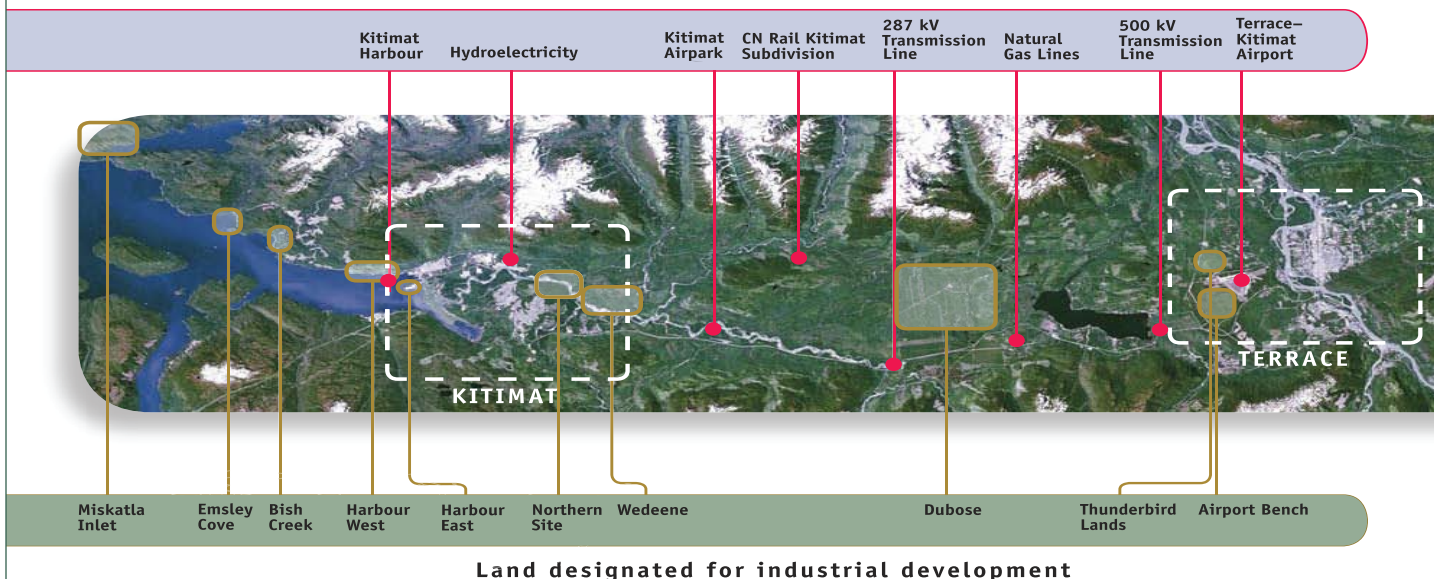 Kitimat
Harbour
Hydroelectricity
Kitimat
Airpark
CN Rail Kitimat
Subdivision
287 kV
Transmission
Line
Natural
Gas Lines
500 kV
Transmission
Line
Terrace–
Kitimat
Airport
KITIMAT
TERRACE
Miskatla
Inlet
Emsley
Cove
Bish
Creek
Harbour
West
Harbour
East
Northern
Site
Wedeene
Dubose
Thunderbird
Lands
Airport Bench
Land designated for industrial development